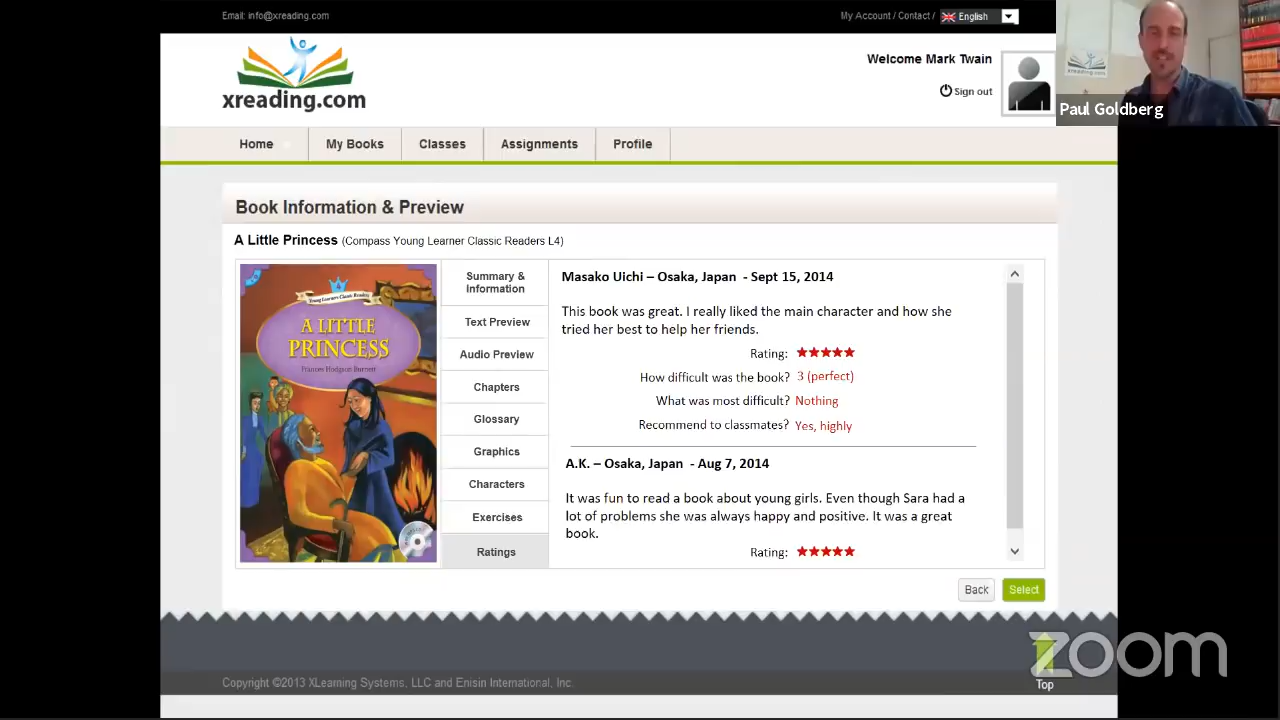 Email: info@xreading.com
My Account / Contact / English
xreading.com
Welcome Mark Twain
Sign out
Paul Goldberg
Home My Books Classes Assignments Profile
Book Information & Preview
A Little Princess (Compass Young Learner Classic Readers L4)
Young Learners Classic Readers
A LITTLE
PRINCESS
Frances Hodgson Burnett
Summary &
Information
Text Preview
Audio Preview
Chapters
Glossary
Graphics
Characters
Exercises
Ratings
Masako Uichi – Osaka, Japan - Sept 15, 2014
This book was great. I really liked the main character and how she
tried her best to help her friends.
Rating: ★★★★★
How difficult was the book? 3 (perfect)
What was most difficult? Nothing
Recommend to classmates? Yes, highly
A.K. – Osaka, Japan - Aug 7, 2014
It was fun to read a book about young girls. Even though Sara had a
lot of problems she was always happy and positive. It was a great
book.
Rating: ★★★★★
Back Select
zoom
Top
Copyright ©2013 XLearning Systems, LLC and Enisin International, Inc.